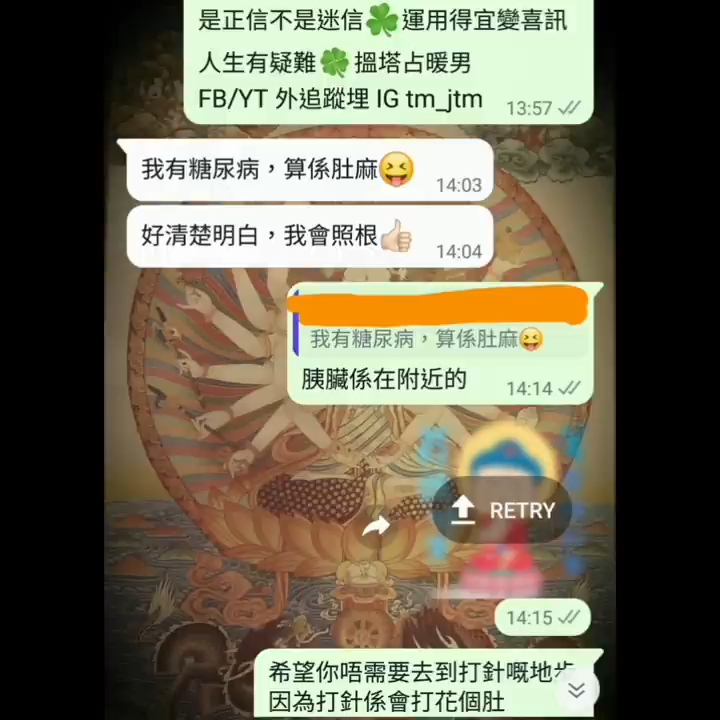 是正信不是迷信🍀運用得宜變喜訊
人生有疑難🍀搵塔占暖男
FB/YT 外追蹤埋 IG tm_jtm
13:57
我有糖尿病，算係肚麻😝
14:03
好清楚明白，我會照根👍🏻
14:04
我有糖尿病，算係肚麻😝
胰臟係在附近的
14:14
RETRY
14:15
希望你唔需要去到打針嘅地步
因為打針係會打花個肚